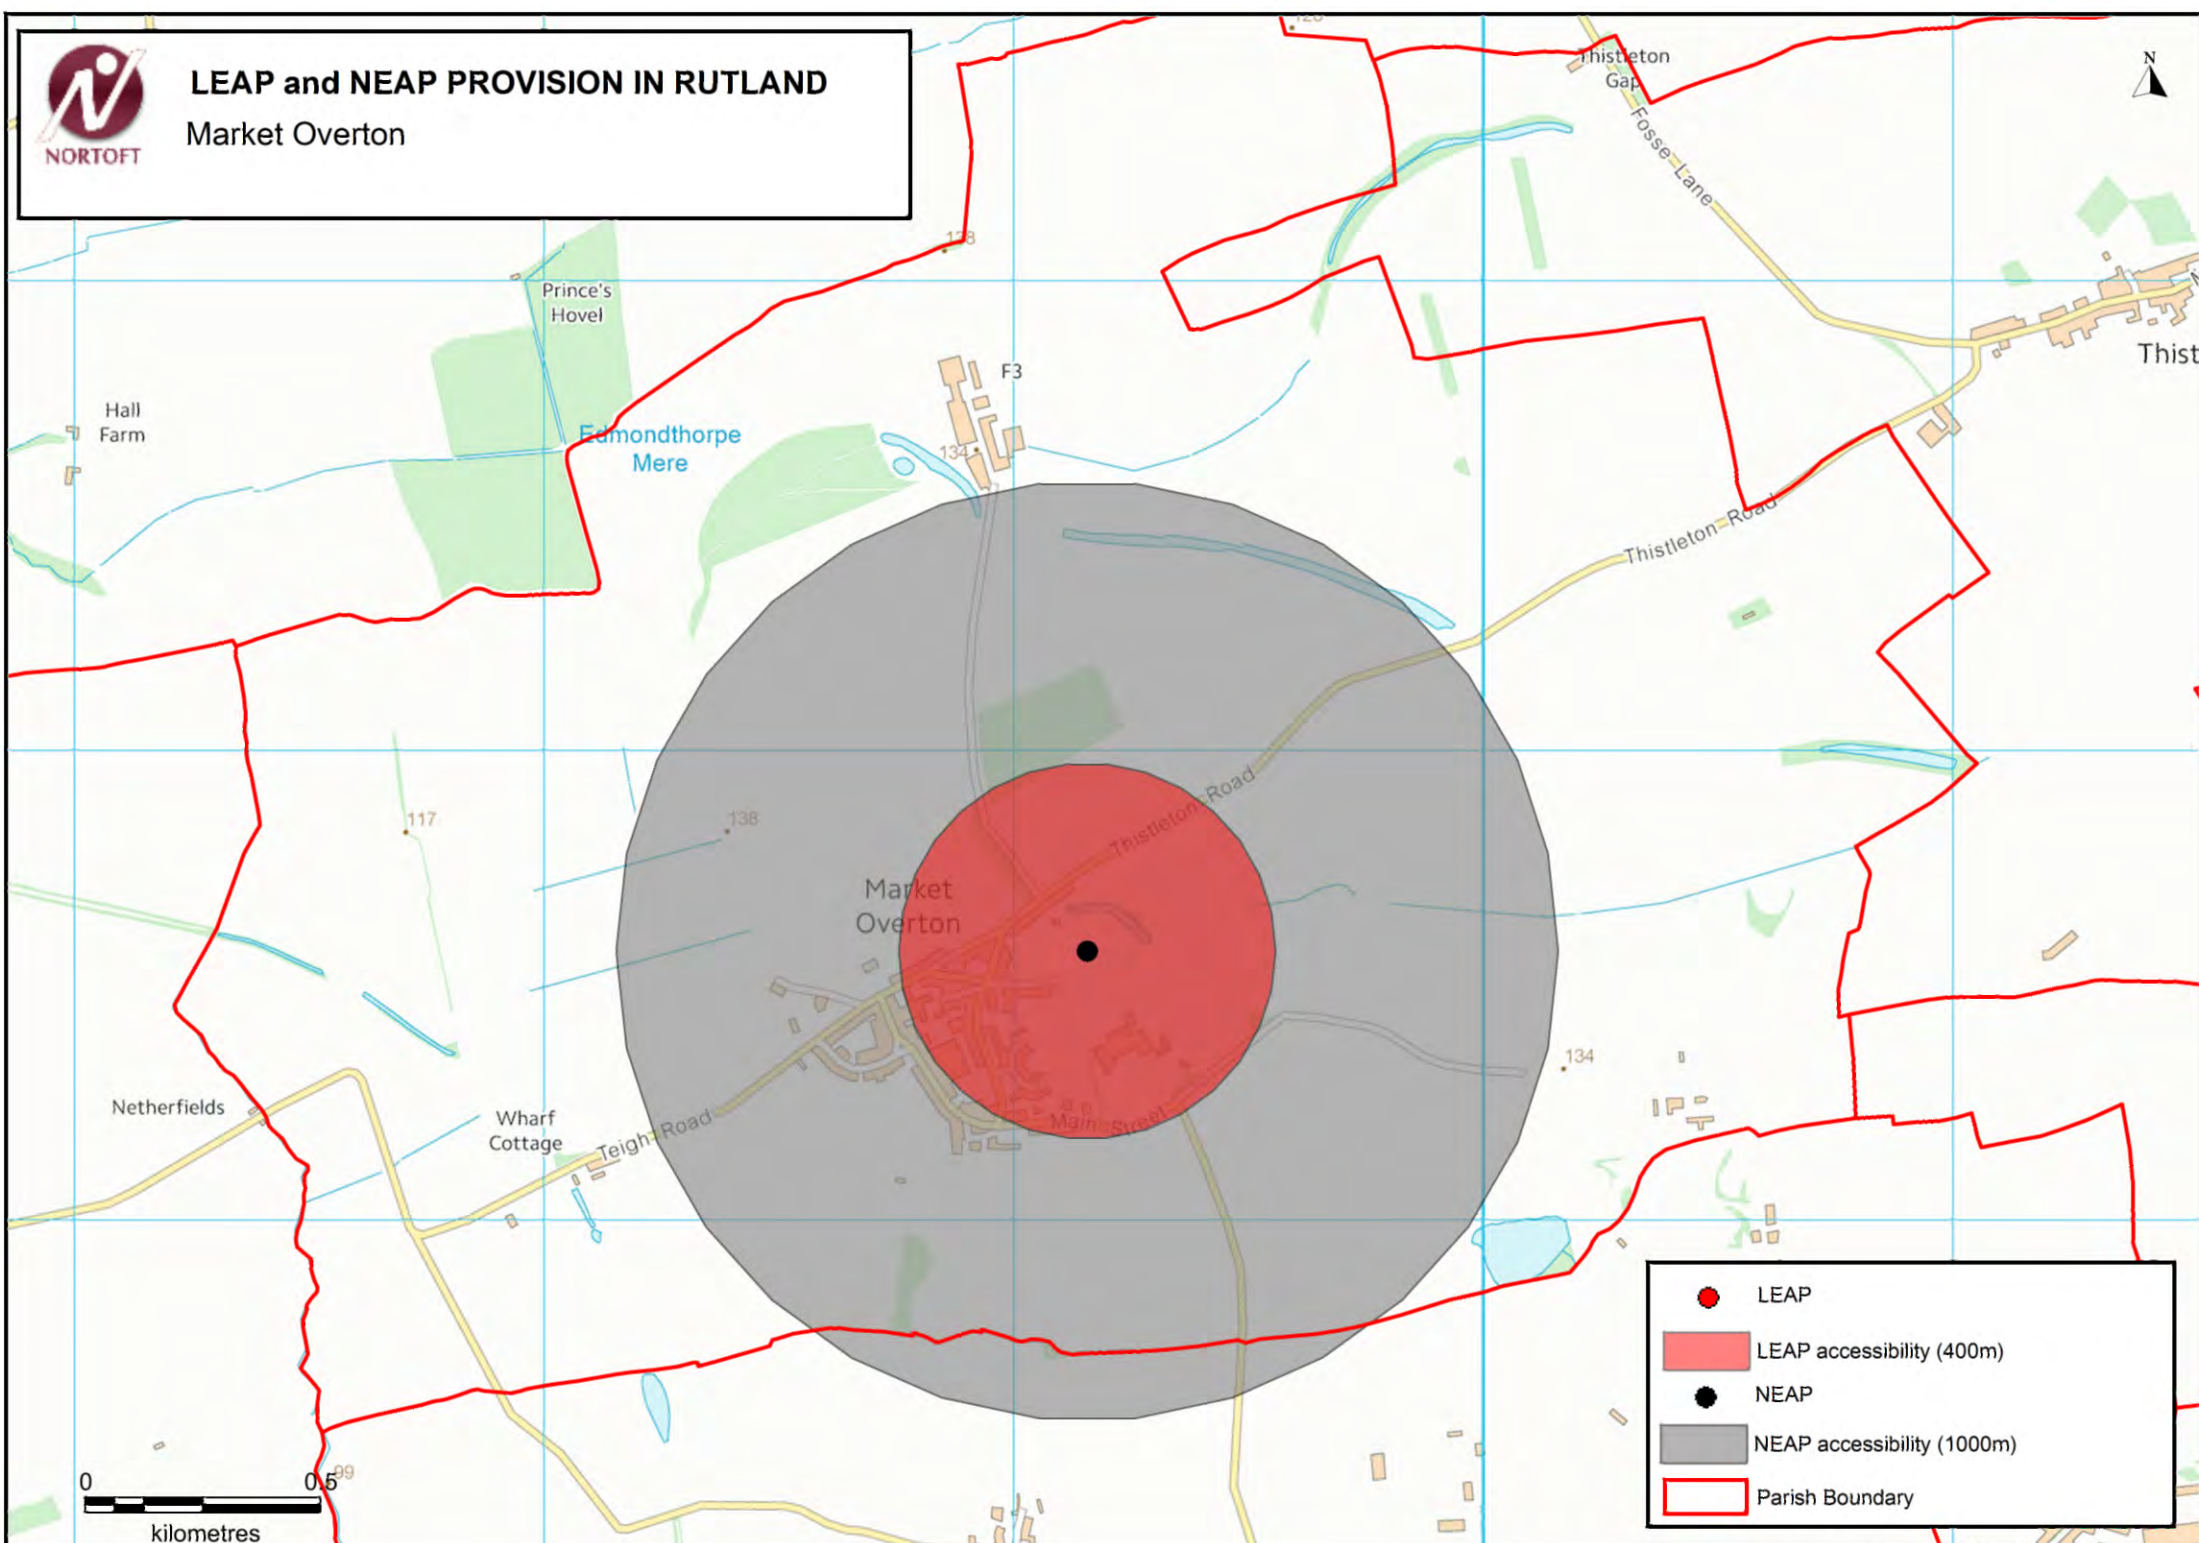 LEAP and NEAP PROVISION IN RUTLAND
Market Overton
NORTOFT
N
Thistleton
Gap
Fosse Lane
138
Prince's
Hovel
F3
Thist
Hall
Farm
Edmondthorpe
Mere
134
Thistleton Road
117
138
Thistleton Road
Market
Overton
134
Netherfields
Wharf
Cottage
Teigh Road
Main Street
LEAP
LEAP accessibility (400m)
NEAP
NEAP accessibility (1000m)
Parish Boundary
0
0.5
99
kilometres